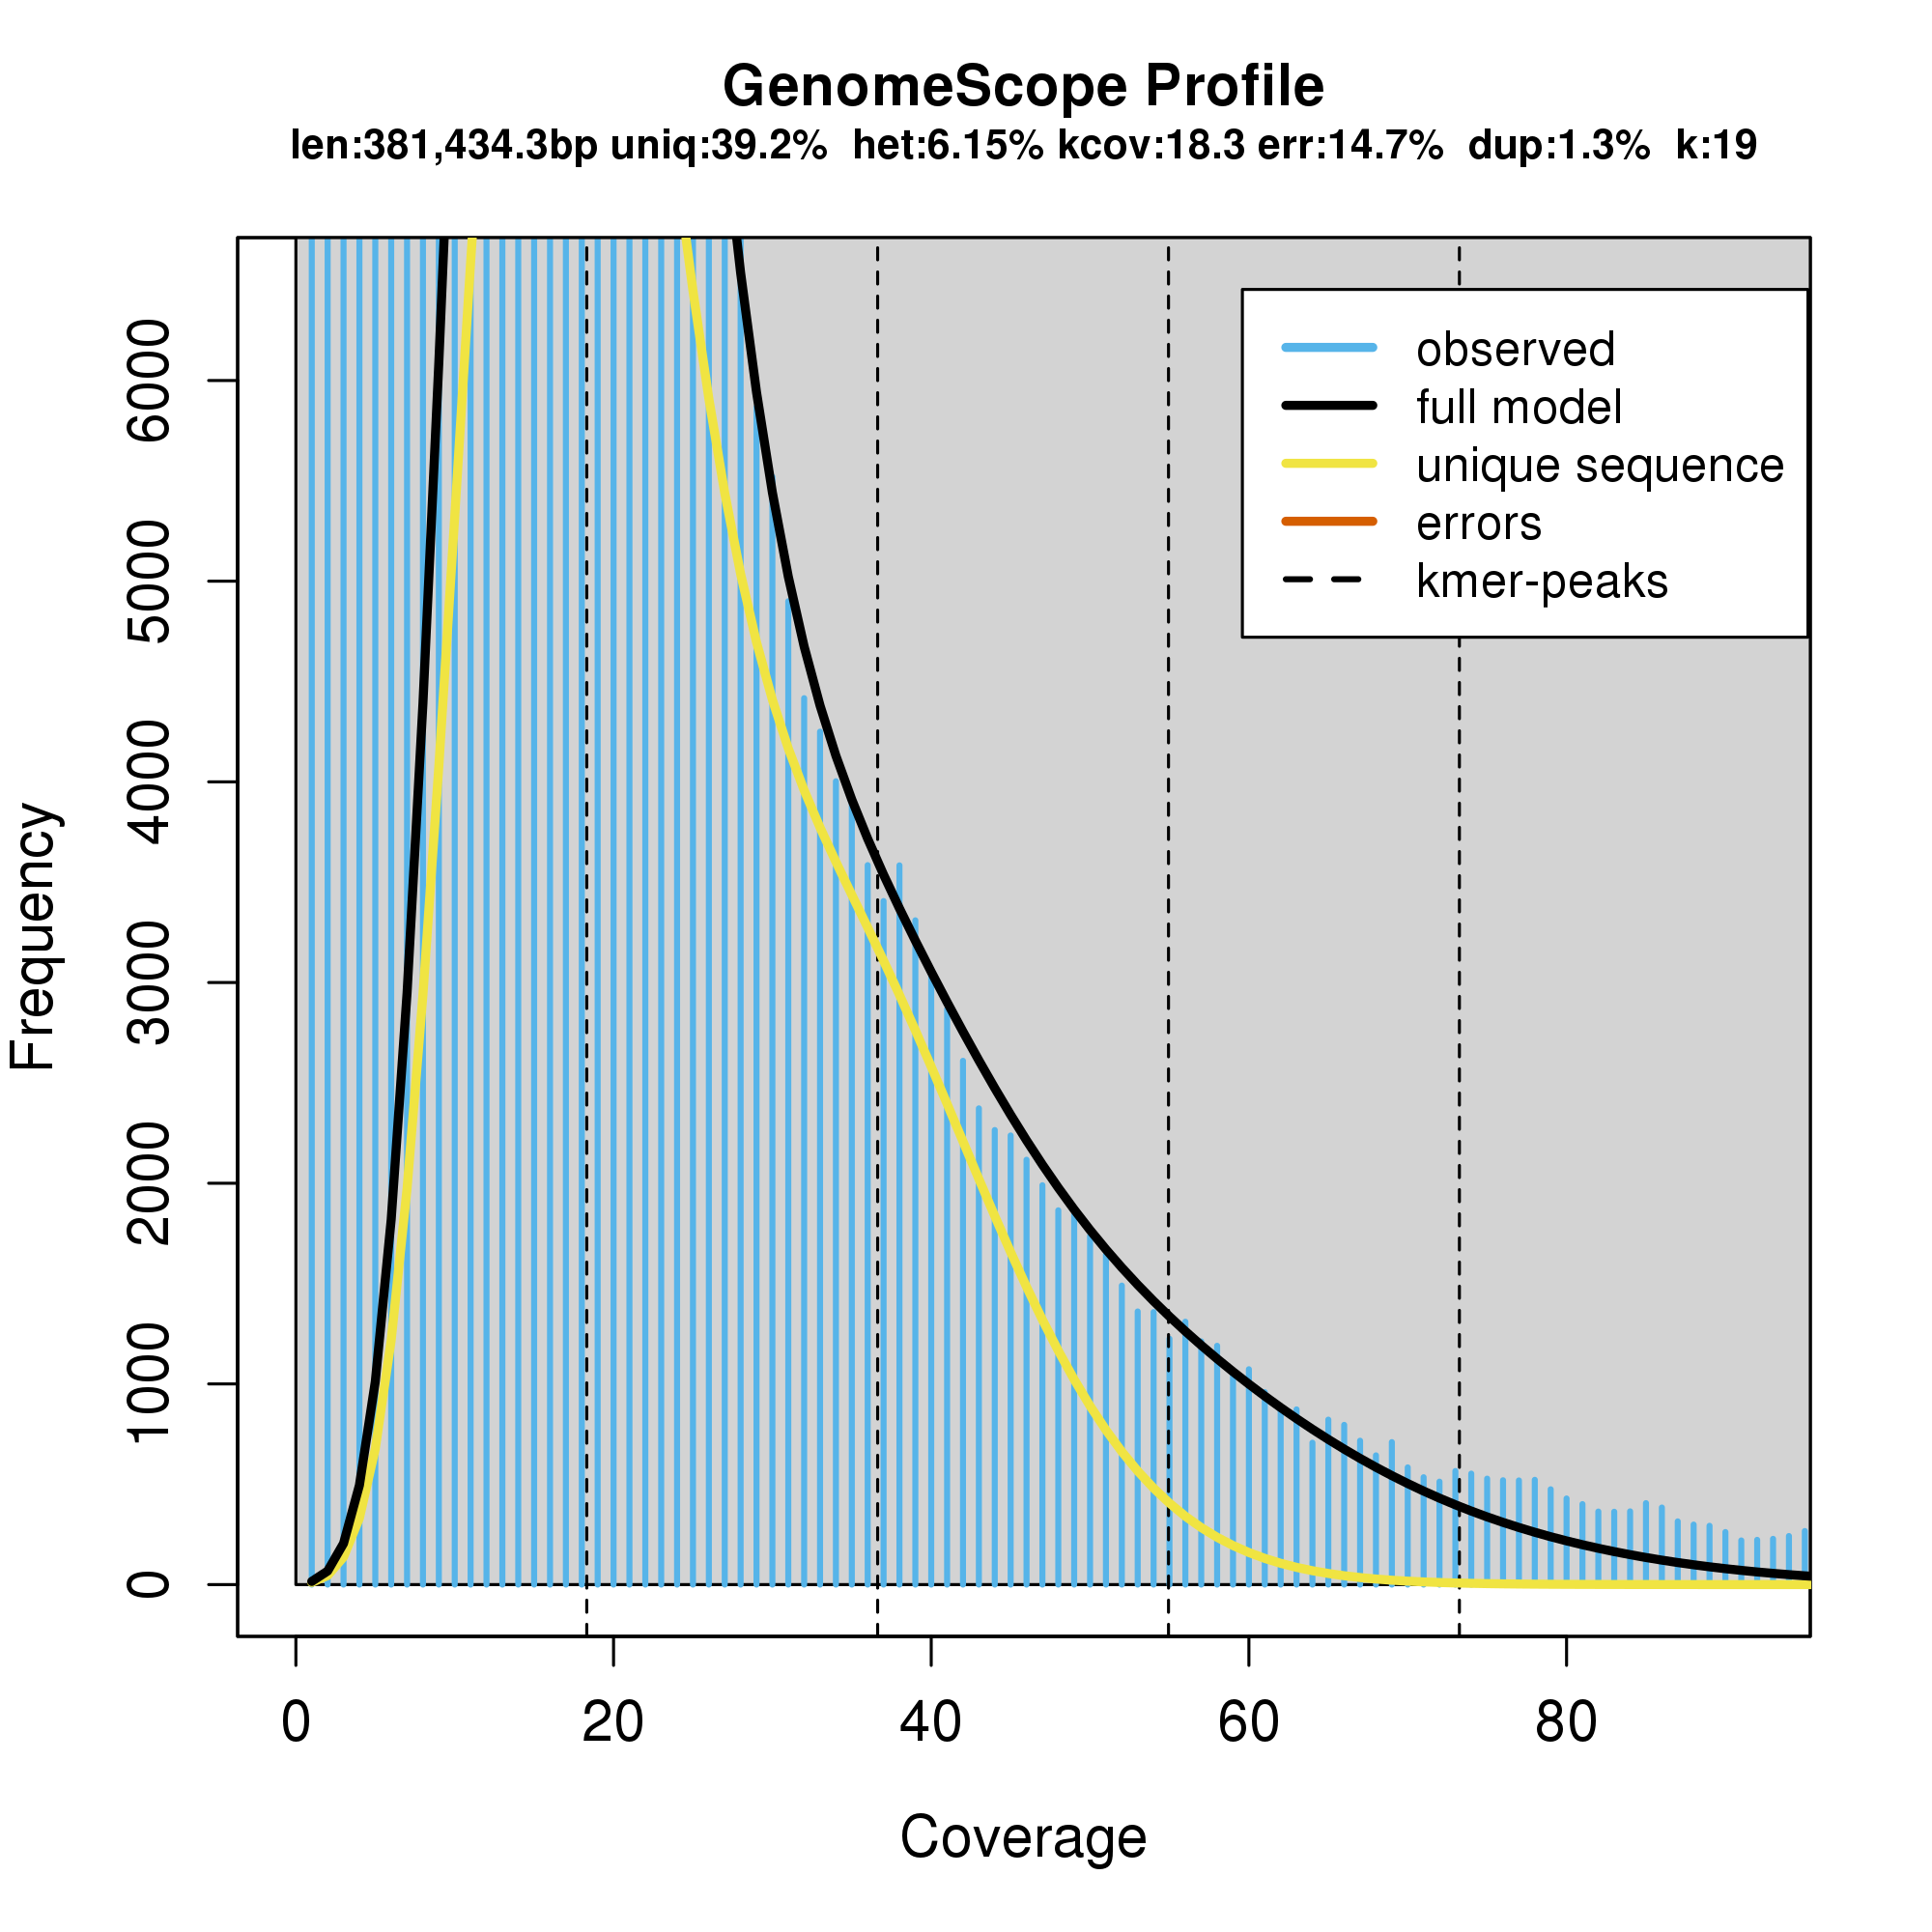 GenomeScope Profile
len:381,434.3bp uniq:39.2% het:6.15% kcov:18.3 err:14.7% dup:1.3% k:19
Frequency
6000
5000
4000
3000
2000
1000
0
observed
full model
unique sequence
errors
kmer-peaks
0 20 40 60 80
Coverage